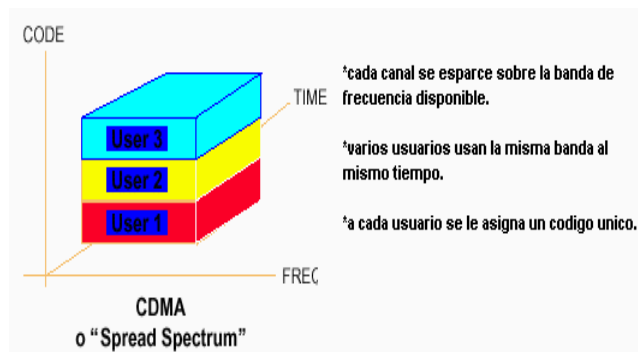 CODE
TIME
User 3
User 2
User 1
FREC
CDMA
o “Spread Spectrum”
*cada canal se esparce sobre la banda de
frecuencia disponible.
*varios usuarios usan la misma banda al
mismo tiempo.
*a cada usuario se le asigna un codigo unico.